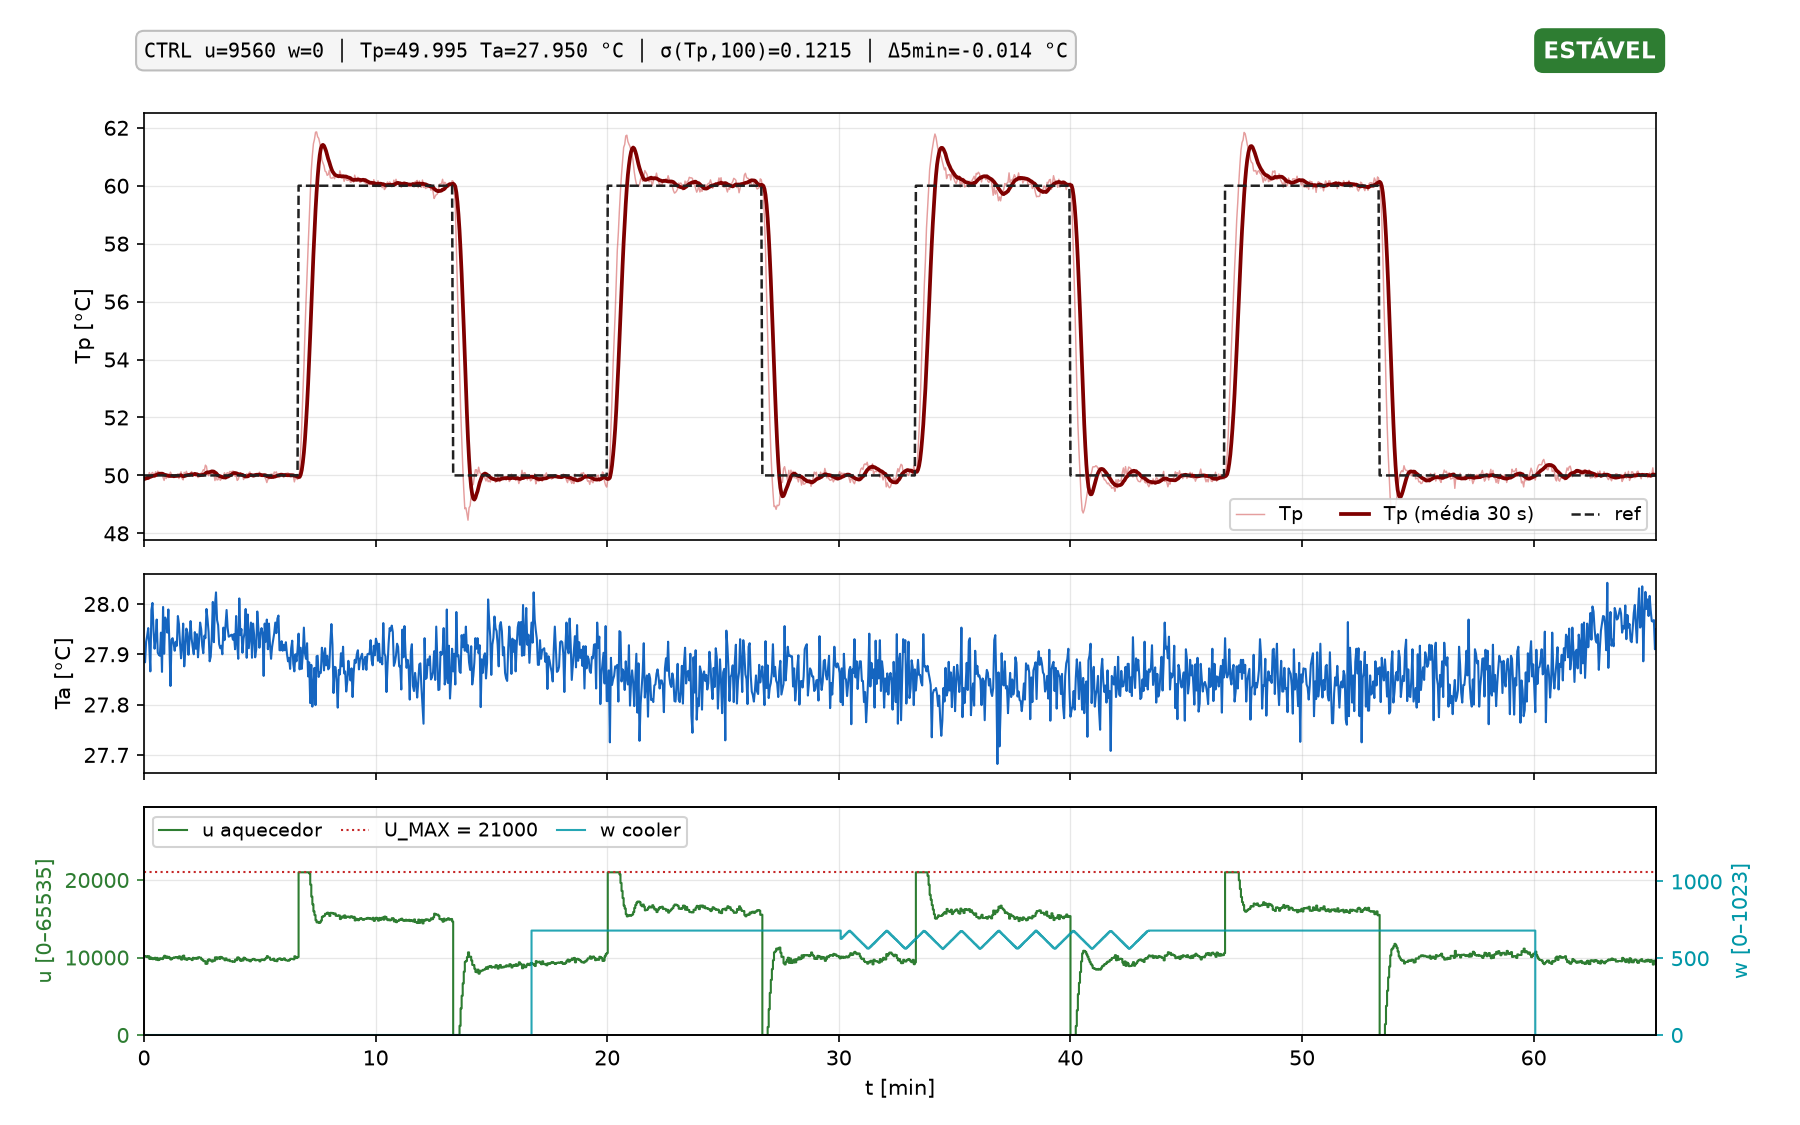 CTRL u=9560 w=0 | Tp=49.995 Ta=27.950 °C | σ(Tp,100)=0.1215 | Δ5min=-0.014 °C
ESTÁVEL
Tp [°C]
62
60
58
56
54
52
50
48
Tp
Tp (média 30 s)
ref
Ta [°C]
28.0
27.9
27.8
27.7
u aquecedor
U_MAX = 21000
w cooler
u [0–65535]
20000
10000
0
w [0–1023]
1000
500
0
0 10 20 30 40 50 60
t [min]